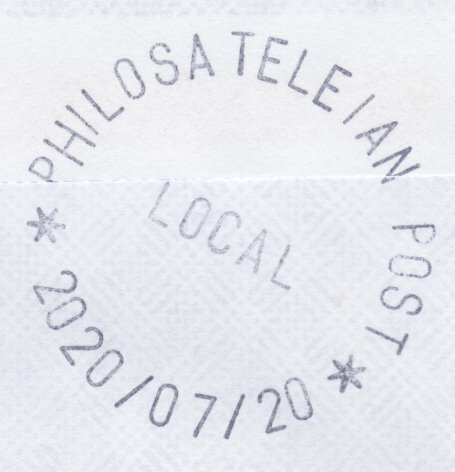 PHILOSATELEIAN POST
LOCAL
* 2020/07/20 *